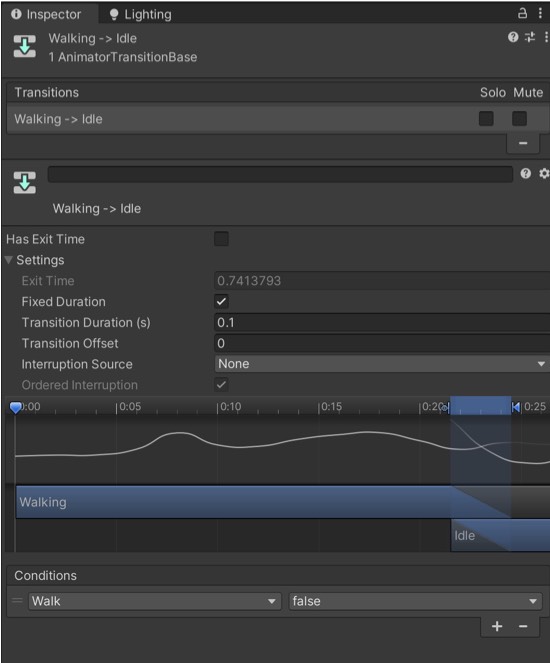 Inspector Lighting
Walking -> Idle
1 AnimatorTransitionBase
Transitions Solo Mute
Walking -> Idle
Walking -> Idle
Has Exit Time
Settings
Exit Time 0.7413793
Fixed Duration
Transition Duration (s) 0.1
Transition Offset 0
Interruption Source None
Ordered Interruption
0:00 0:05 0:10 0:15 0:20 0:25
Walking
Idle
Conditions
Walk false